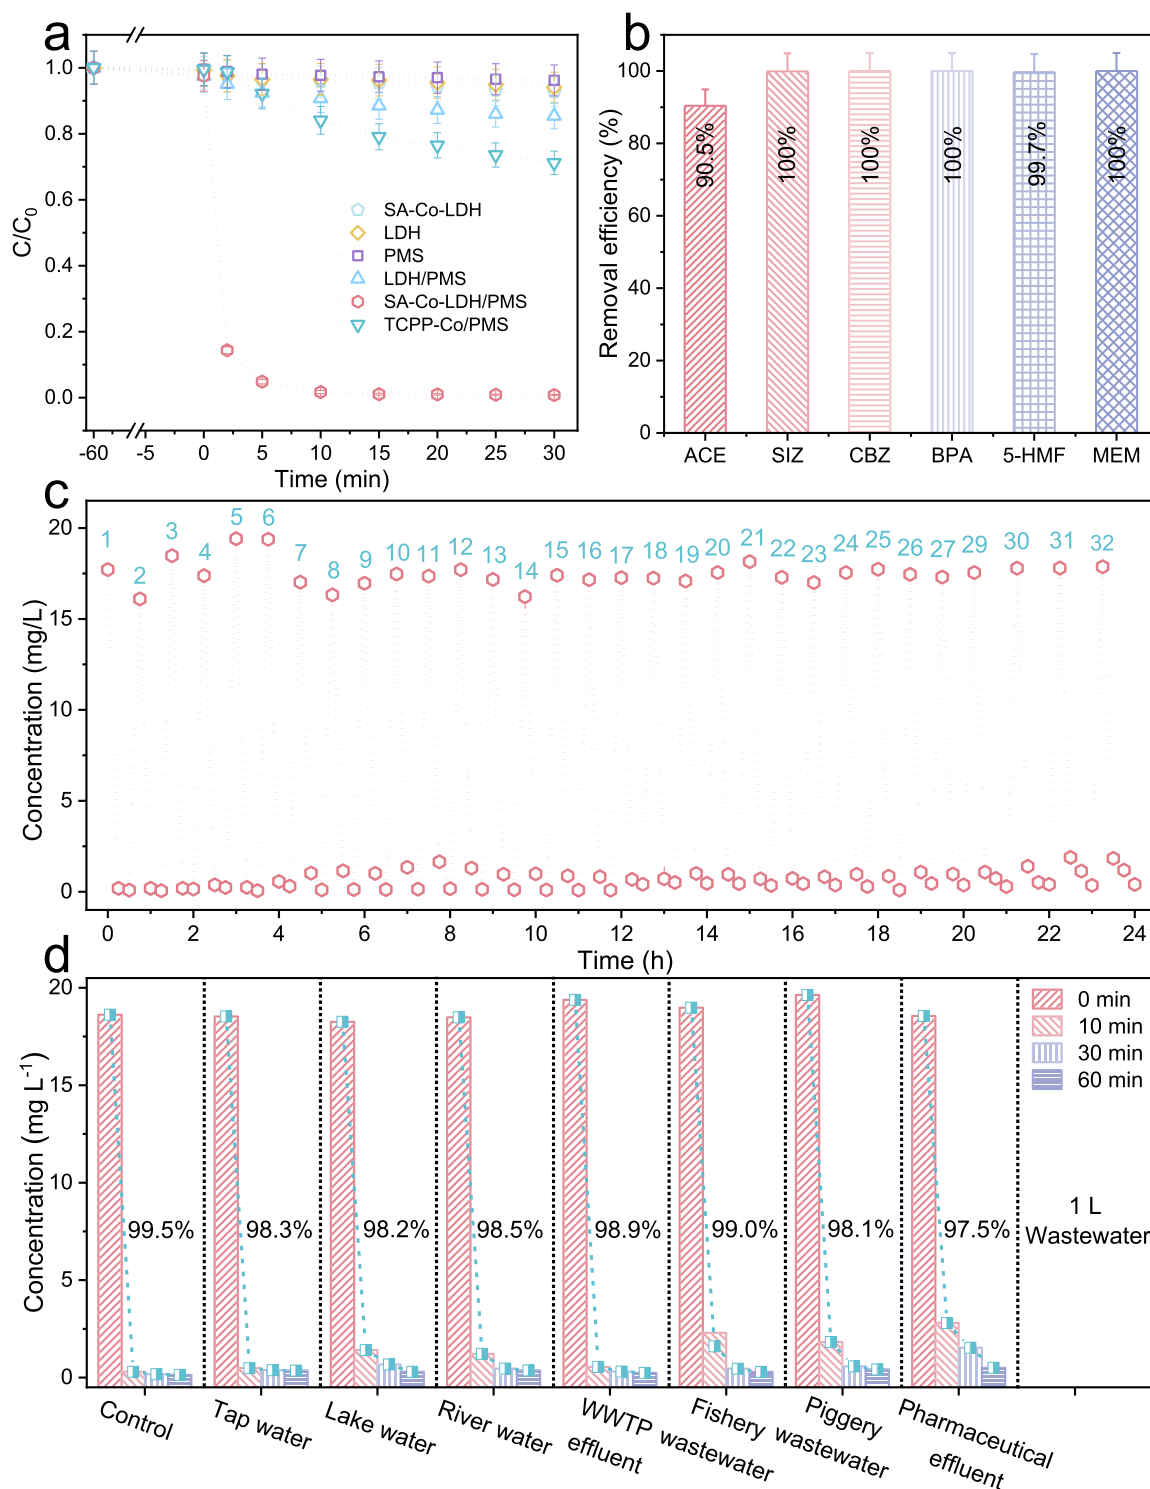 a
C/C0
1.0
0.8
0.6
0.4
0.2
0.0
SA-Co-LDH
LDH
PMS
LDH/PMS
SA-Co-LDH/PMS
TCPP-Co/PMS
-60 -5 0 5 10 15 20 25 30
Time (min)
b
Removal efficiency (%)
100
80
60
40
20
0
90.5% 100% 100% 100% 99.7% 100%
ACE SIZ CBZ BPA 5-HMF MEM
c
Concentration (mg/L)
20
15
10
5
0
1 2 3 4 5 6 7 8 9 10 11 12 13 14 15 16 17 18 19 20 21 22 23 24 25 26 27 29 30 31 32
0 2 4 6 8 10 12 14 16 18 20 22 24
Time (h)
d
Concentration (mg L-1)
20
15
10
5
0
0 min
10 min
30 min
60 min
99.5% 98.3% 98.2% 98.5% 98.9% 99.0% 98.1% 97.5%
1 L
Wastewater
Control
Tap water
Lake water
River water
WWTP
effluent
Fishery
wastewater
Piggery
wastewater
Pharmaceutical
effluent